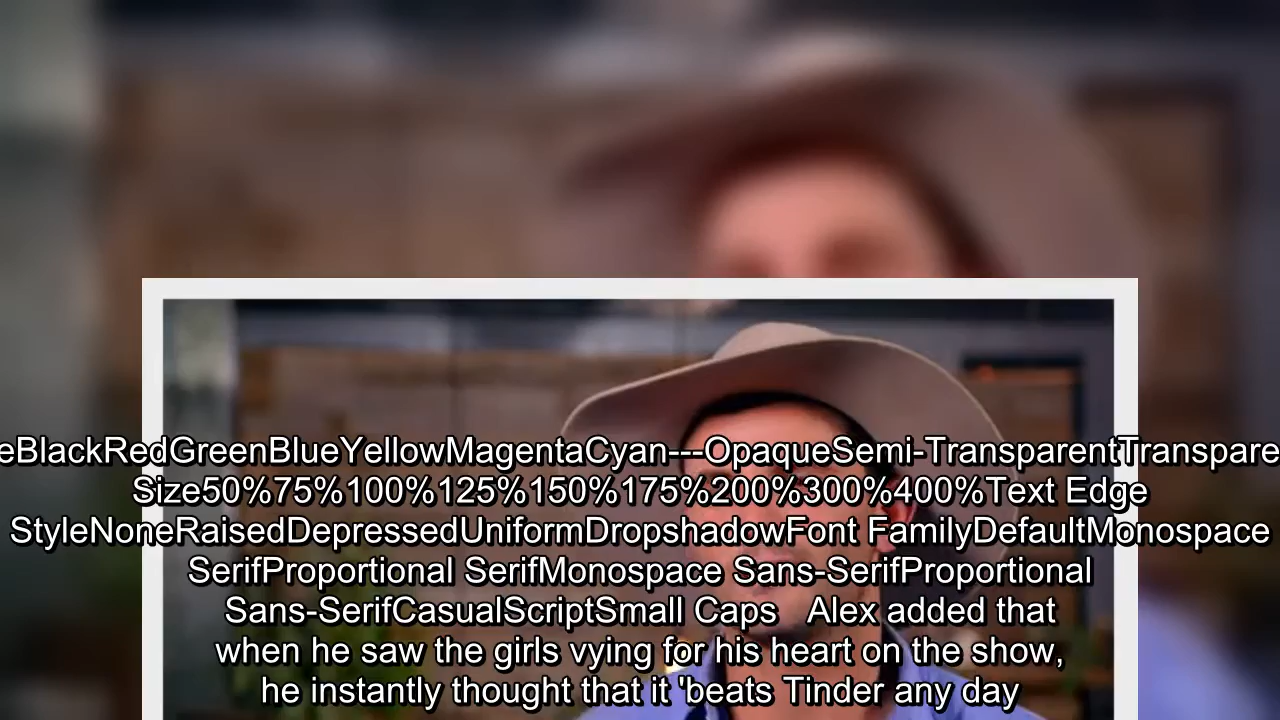 eBlackRedGreenBlueYellowMagentaCyan---OpaqueSemi-TransparentTranspare
Size50%75%100%125%150%175%200%300%400%Text Edge
StyleNoneRaisedDepressedUniformDropshadowFont FamilyDefaultMonospace
SerifProportional SerifMonospace Sans-SerifProportional
Sans-SerifCasualScriptSmall Caps   Alex added that
when he saw the girls vying for his heart on the show,
he instantly thought that it 'beats Tinder any day